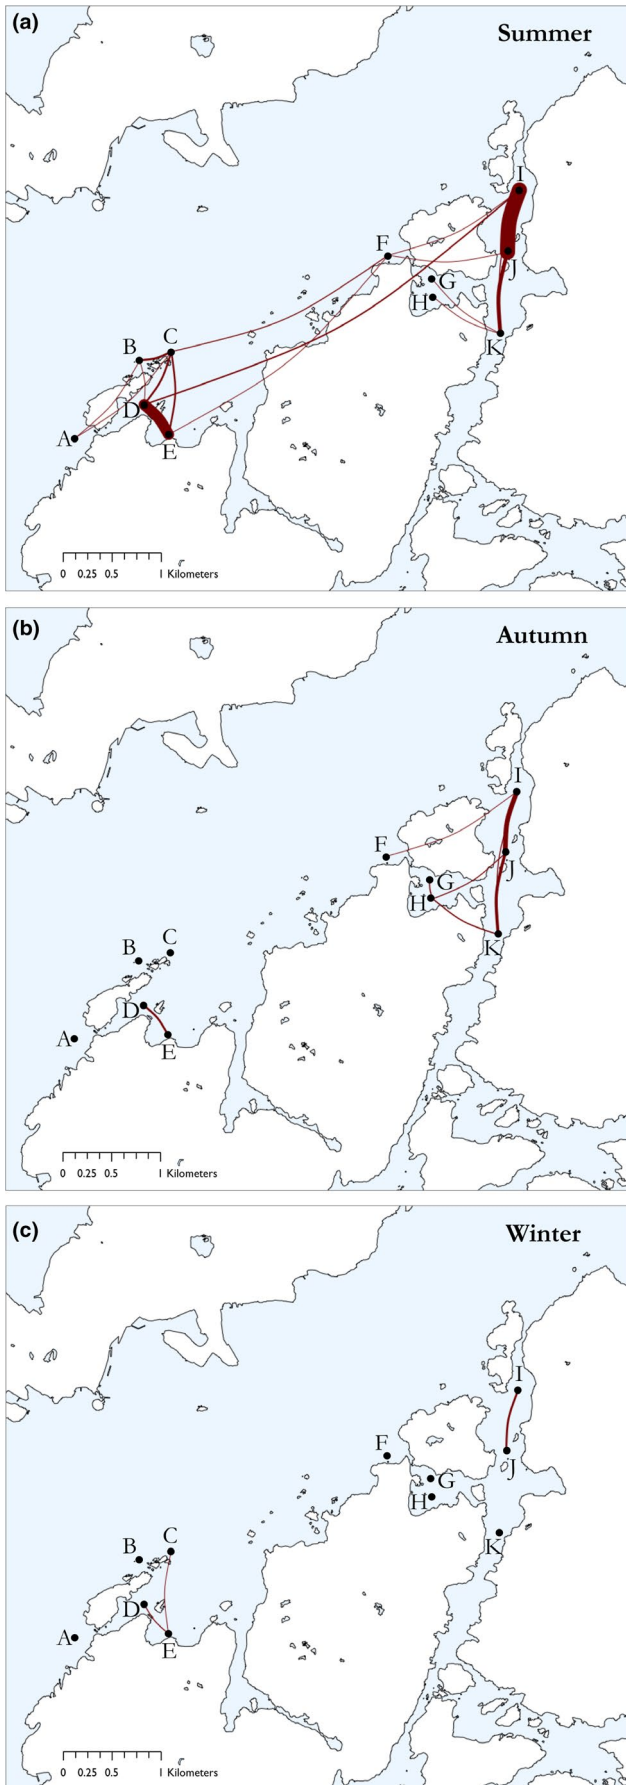 (a)
Summer
I
F
J
G
H
K
B
C
D
A
E
0 0.25 0.5 1 Kilometers
(b)
Autumn
I
F
J
G
H
K
B
C
D
A
E
0 0.25 0.5 1 Kilometers
(c)
Winter
I
F
J
G
H
K
B
C
D
A
E
0 0.25 0.5 1 Kilometers